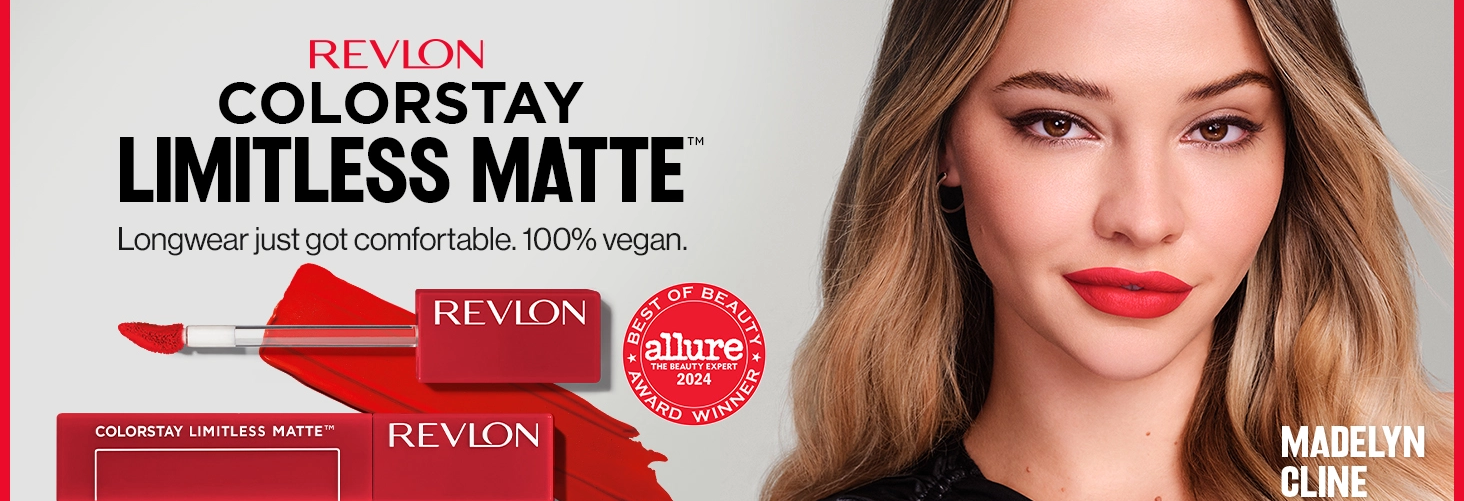 REVLON
COLORSTAY
LIMITLESS MATTE™
Longwear just got comfortable. 100% vegan.
REVLON
BEST OF BEAUTY
allure
THE BEAUTY EXPERT
2024
AWARD WINNER
COLORSTAY LIMITLESS MATTE™
REVLON
MADELYN
CLINE